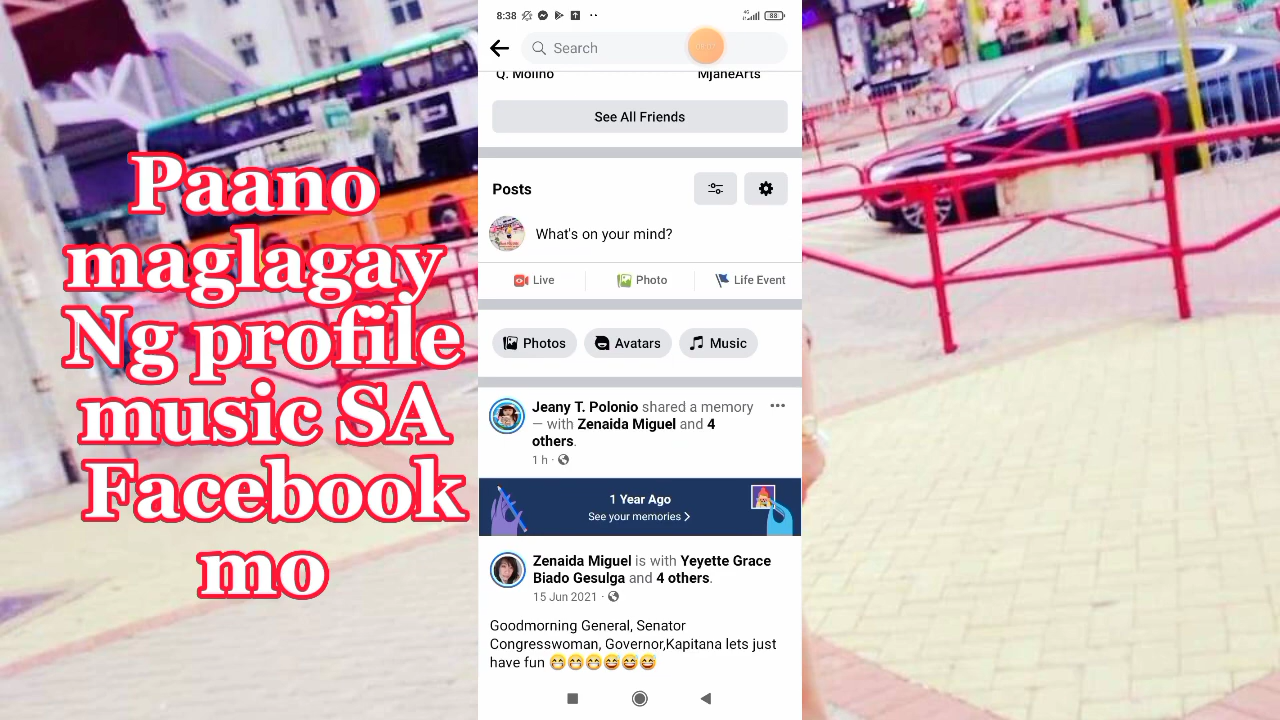 Paano
maglagay
Ng profile
music SA
Facebook
mo
8:38
4G
88
Search
Q. Molino
MjaneArts
See All Friends
Posts
What's on your mind?
Live
Photo
Life Event
Photos
Avatars
Music
Jeany T. Polonio shared a memory
— with Zenaida Miguel and 4
others.
1 h ·
1 Year Ago
See your memories
Zenaida Miguel is with Yeyette Grace
Biado Gesulga and 4 others.
15 Jun 2021 ·
Goodmorning General, Senator
Congresswoman, Governor,Kapitana lets just
have fun 😁😁😁😅😅😅